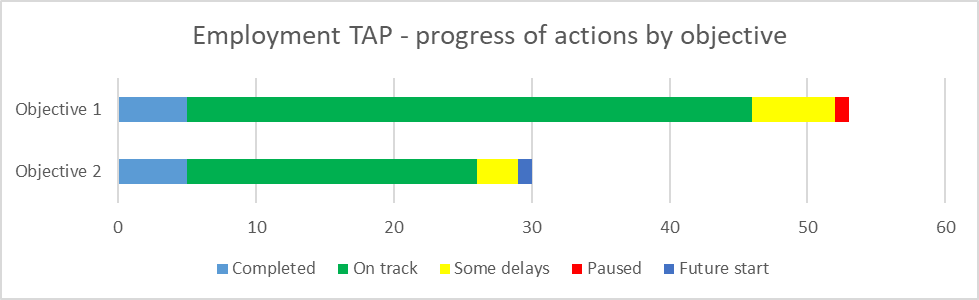 Employment TAP - progress of actions by objective
Objective 1
Objective 2
0 10 20 30 40 50 60
Completed On track Some delays Paused Future start